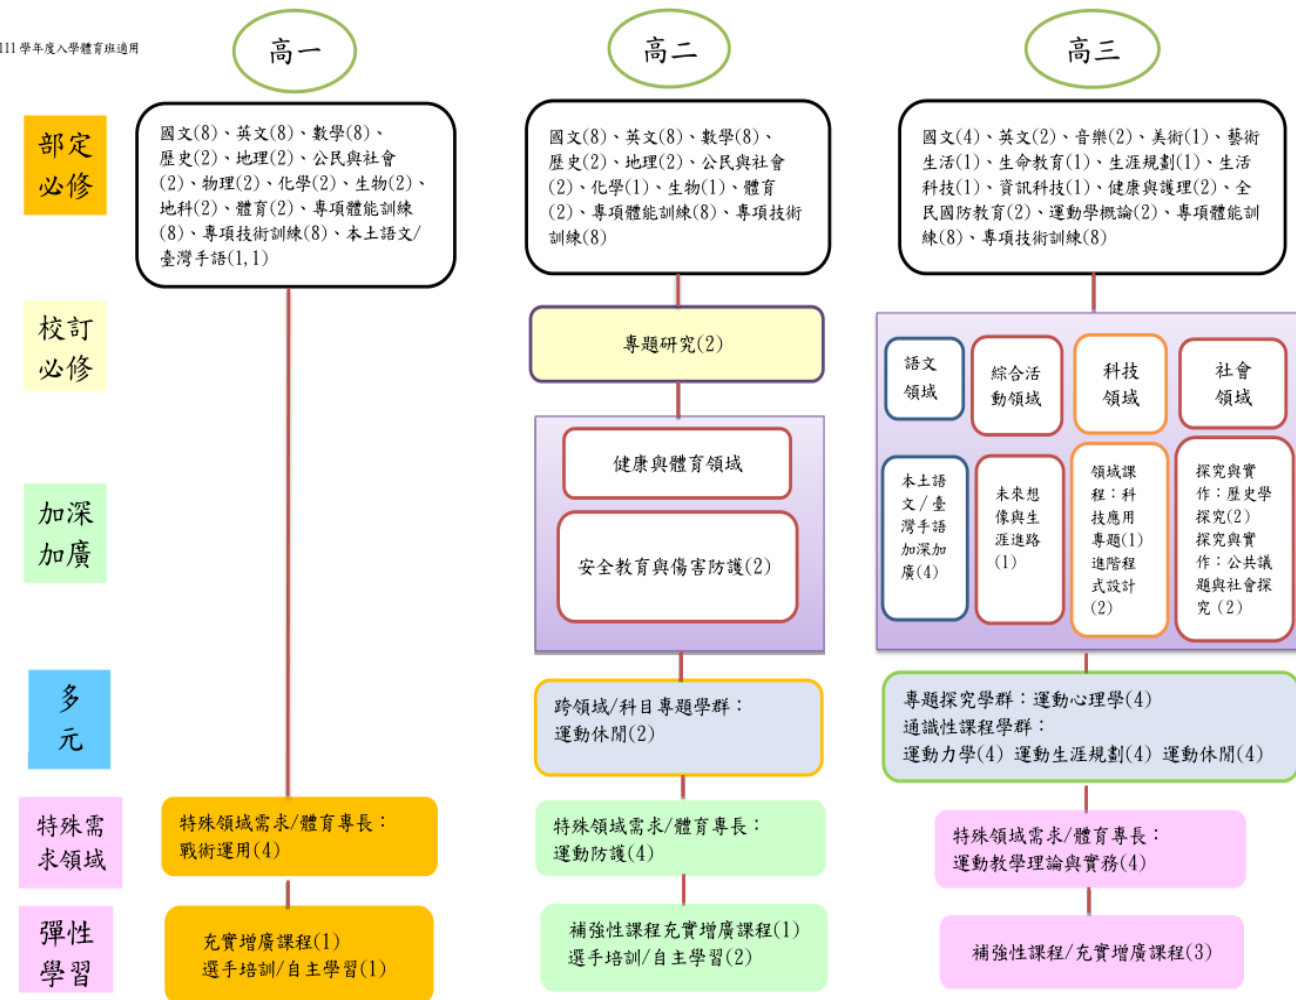 111 學年度入學體育班適用
高一
高二
高三
部定
必修
國文(8)、英文(8)、數學(8)、
歷史(2)、地理(2)、公民與社會
(2)、物理(2)、化學(2)、生物(2)、
地科(2)、體育(2)、專項體能訓練
(8)、專項技術訓練(8)、本土語文/
臺灣手語(1,1)
國文(8)、英文(8)、數學(8)、
歷史(2)、地理(2)、公民與社會
(2)、化學(1)、生物(1)、體育
(2)、專項體能訓練(8)、專項技術
訓練(8)
國文(4)、英文(2)、音樂(2)、美術(1)、藝術
生活(1)、生命教育(1)、生涯規劃(1)、生活
科技(1)、資訊科技(1)、健康與護理(2)、全
民國防教育(2)、運動學概論(2)、專項體能訓
練(8)、專項技術訓練(8)
校訂
必修
專題研究(2)
語文
領域
綜合活
動領域
科技
領域
社會
領域
加深
加廣
健康與體育領域
安全教育與傷害防護(2)
本土語
文/臺
灣手語
加深加
廣(4)
未來想
像與生
涯進路
(1)
領域課
程：科
技應用
專題(1)
進階程
式設計
(2)
探究與實
作：歷史學
探究(2)
探究與實
作：公共議
題與社會探
究(2)
多
元
跨領域/科目專題學群：
運動休閒(2)
專題探究學群：運動心理學(4)
通識性課程學群：
運動力學(4) 運動生涯規劃(4) 運動休閒(4)
特殊需
求領域
特殊領域需求/體育專長：
戰術運用(4)
特殊領域需求/體育專長：
運動防護(4)
特殊領域需求/體育專長：
運動教學理論與實務(4)
彈性
學習
充實增廣課程(1)
選手培訓/自主學習(1)
補強性課程充實增廣課程(1)
選手培訓/自主學習(2)
補強性課程/充實增廣課程(3)